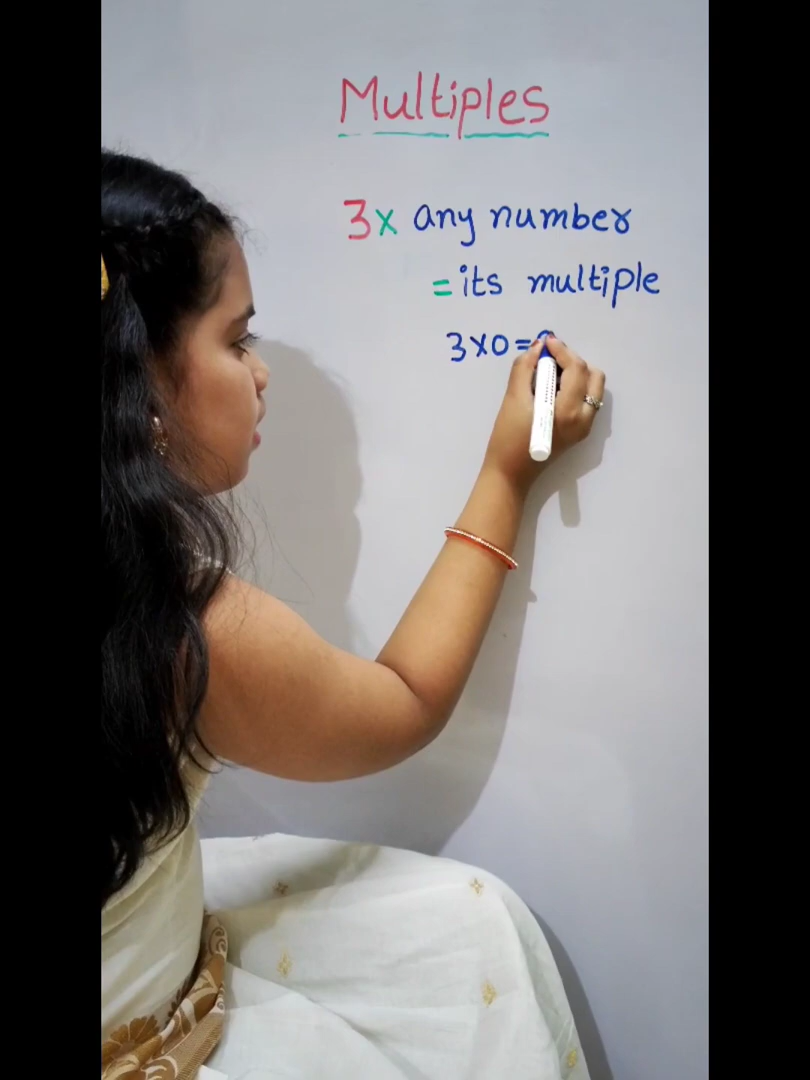 Multiples
3x any number
= its multiple
3x0=